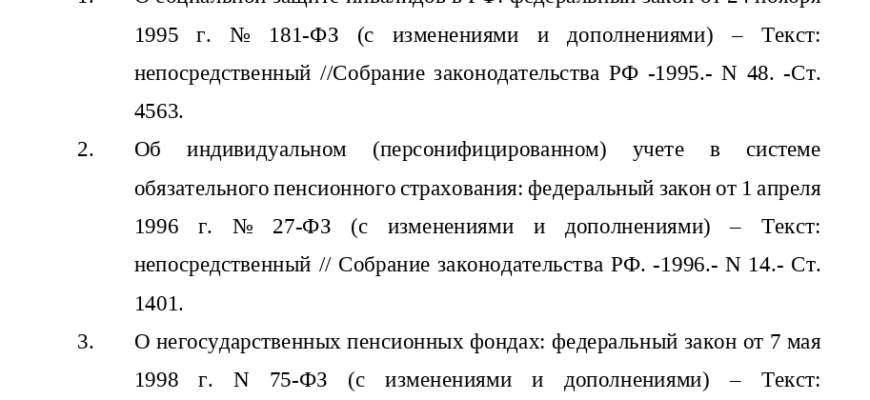 1. О социальной защите инвалидов в РФ: федеральный закон от 24 ноября
1995 г. № 181-ФЗ (с изменениями и дополнениями) – Текст:
непосредственный //Собрание законодательства РФ -1995.- N 48. -Ст.
4563.
2. Об индивидуальном (персонифицированном) учете в системе
обязательного пенсионного страхования: федеральный закон от 1 апреля
1996 г. № 27-ФЗ (с изменениями и дополнениями) – Текст:
непосредственный // Собрание законодательства РФ. -1996.- N 14.- Ст.
1401.
3. О негосударственных пенсионных фондах: федеральный закон от 7 мая
1998 г. N 75-ФЗ (с изменениями и дополнениями) – Текст: